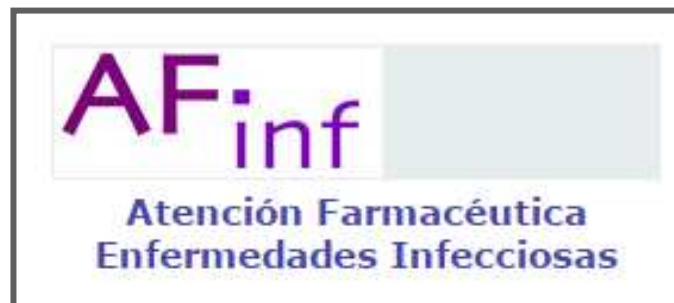 AFinf
Atención Farmacéutica
Enfermedades Infecciosas